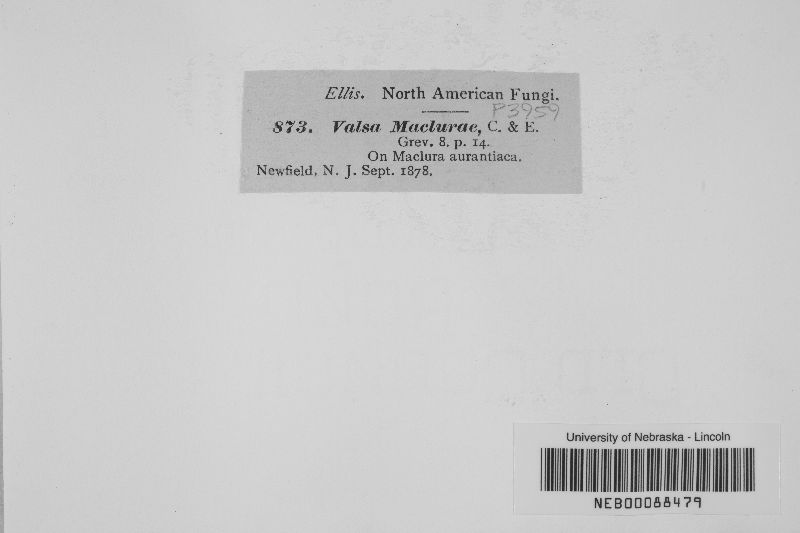 Ellis. North American Fungi.
P3959
873. Valsa Maclurae, C. & E.
Grev. 8. p. 14.
On Maclura aurantiaca.
Newfield, N. J. Sept. 1878.
University of Nebraska - Lincoln
NEB00088479